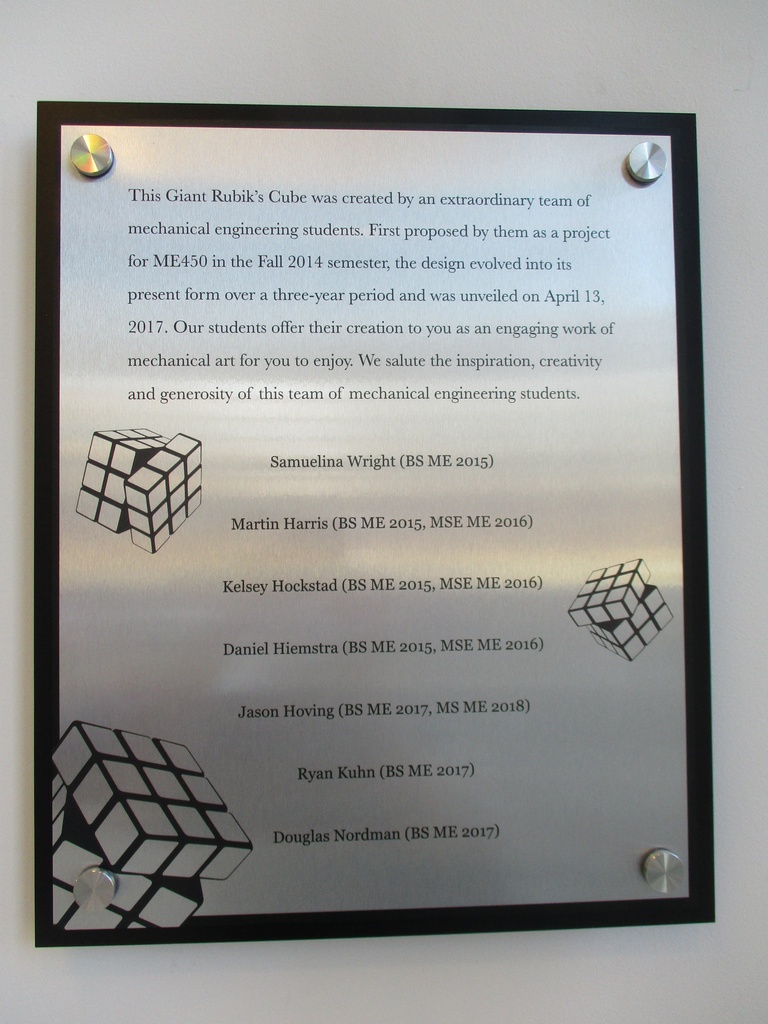 This Giant Rubik's Cube was created by an extraordinary team of
mechanical engineering students. First proposed by them as a project
for ME450 in the Fall 2014 semester, the design evolved into its
present form over a three-year period and was unveiled on April 13,
2017. Our students offer their creation to you as an engaging work of
mechanical art for you to enjoy. We salute the inspiration, creativity
and generosity of this team of mechanical engineering students.
Samuelina Wright (BS ME 2015)
Martin Harris (BS ME 2015, MSE ME 2016)
Kelsey Hockstad (BS ME 2015, MSE ME 2016)
Daniel Hiemstra (BS ME 2015, MSE ME 2016)
Jason Hoving (BS ME 2017, MS ME 2018)
Ryan Kuhn (BS ME 2017)
Douglas Nordman (BS ME 2017)